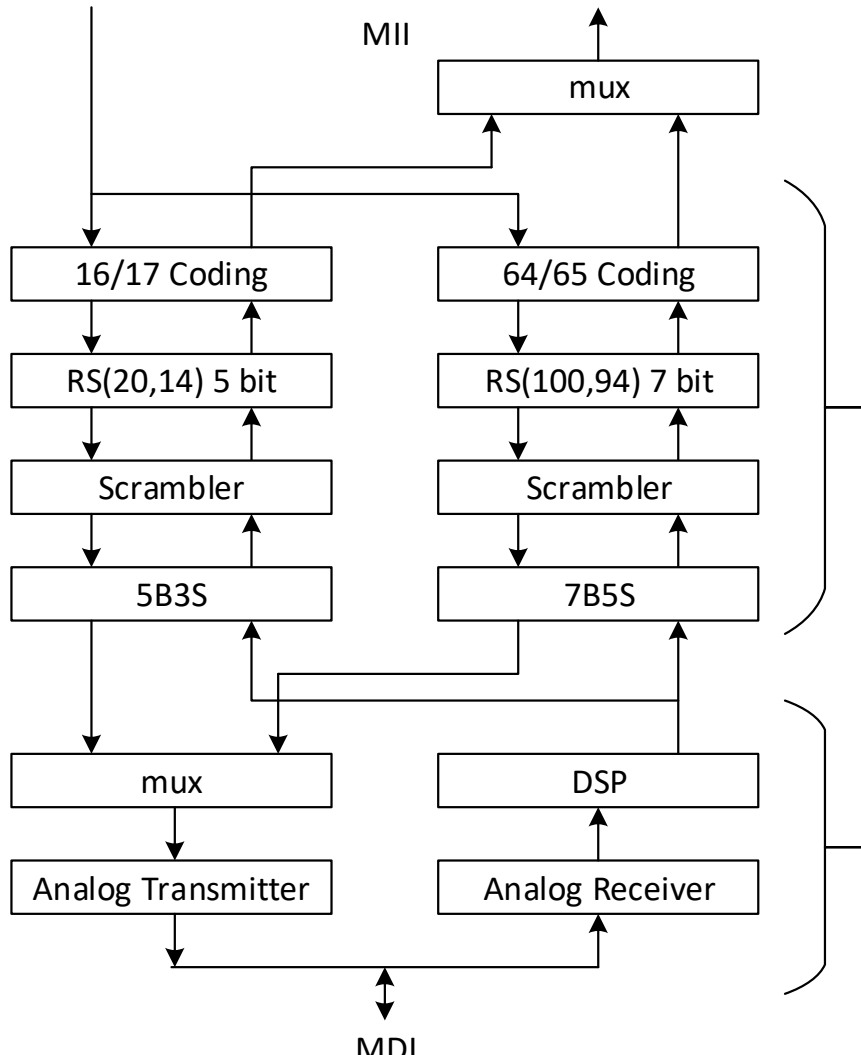 MII
mux
16/17 Coding
64/65 Coding
RS(20,14) 5 bit
RS(100,94) 7 bit
Scrambler
Scrambler
5B3S
7B5S
mux
DSP
Analog Transmitter
Analog Receiver
MDI